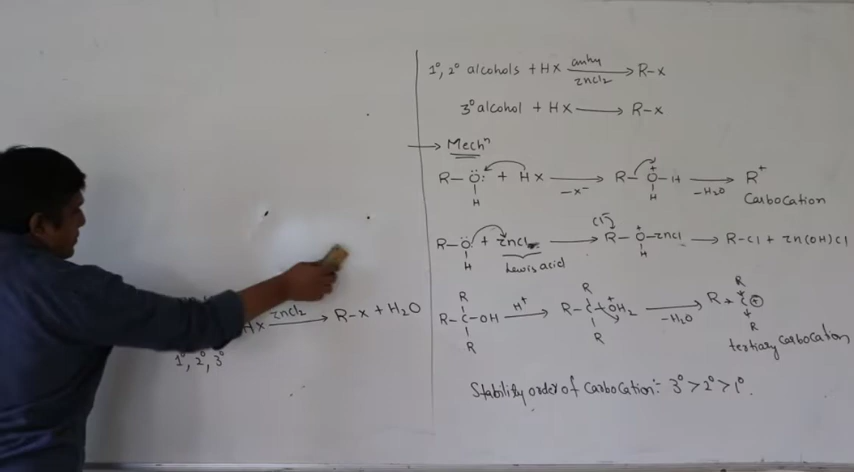 Hx ZnCl2 → R-x + H2O
1°, 2°, 3°
1°, 2° alcohols + Hx anhy ZnCl2 → R-x
3° alcohol + Hx → R-x
→ Mechⁿ
R-Ö: + Hx -x⁻ → R-O⁺-H -H2O → R⁺
H H Carbocation
R-Ö: + ZnCl2 → Cl⁻ R-O⁺-ZnCl → R-Cl + Zn(OH)Cl
H Lewis acid H
R R R
R-C-OH H⁺ → R-C-O⁺H2 -H2O → R → C⊕
R R R
tertiary carbocation
Stability order of carbocation:- 3° > 2° > 1°.